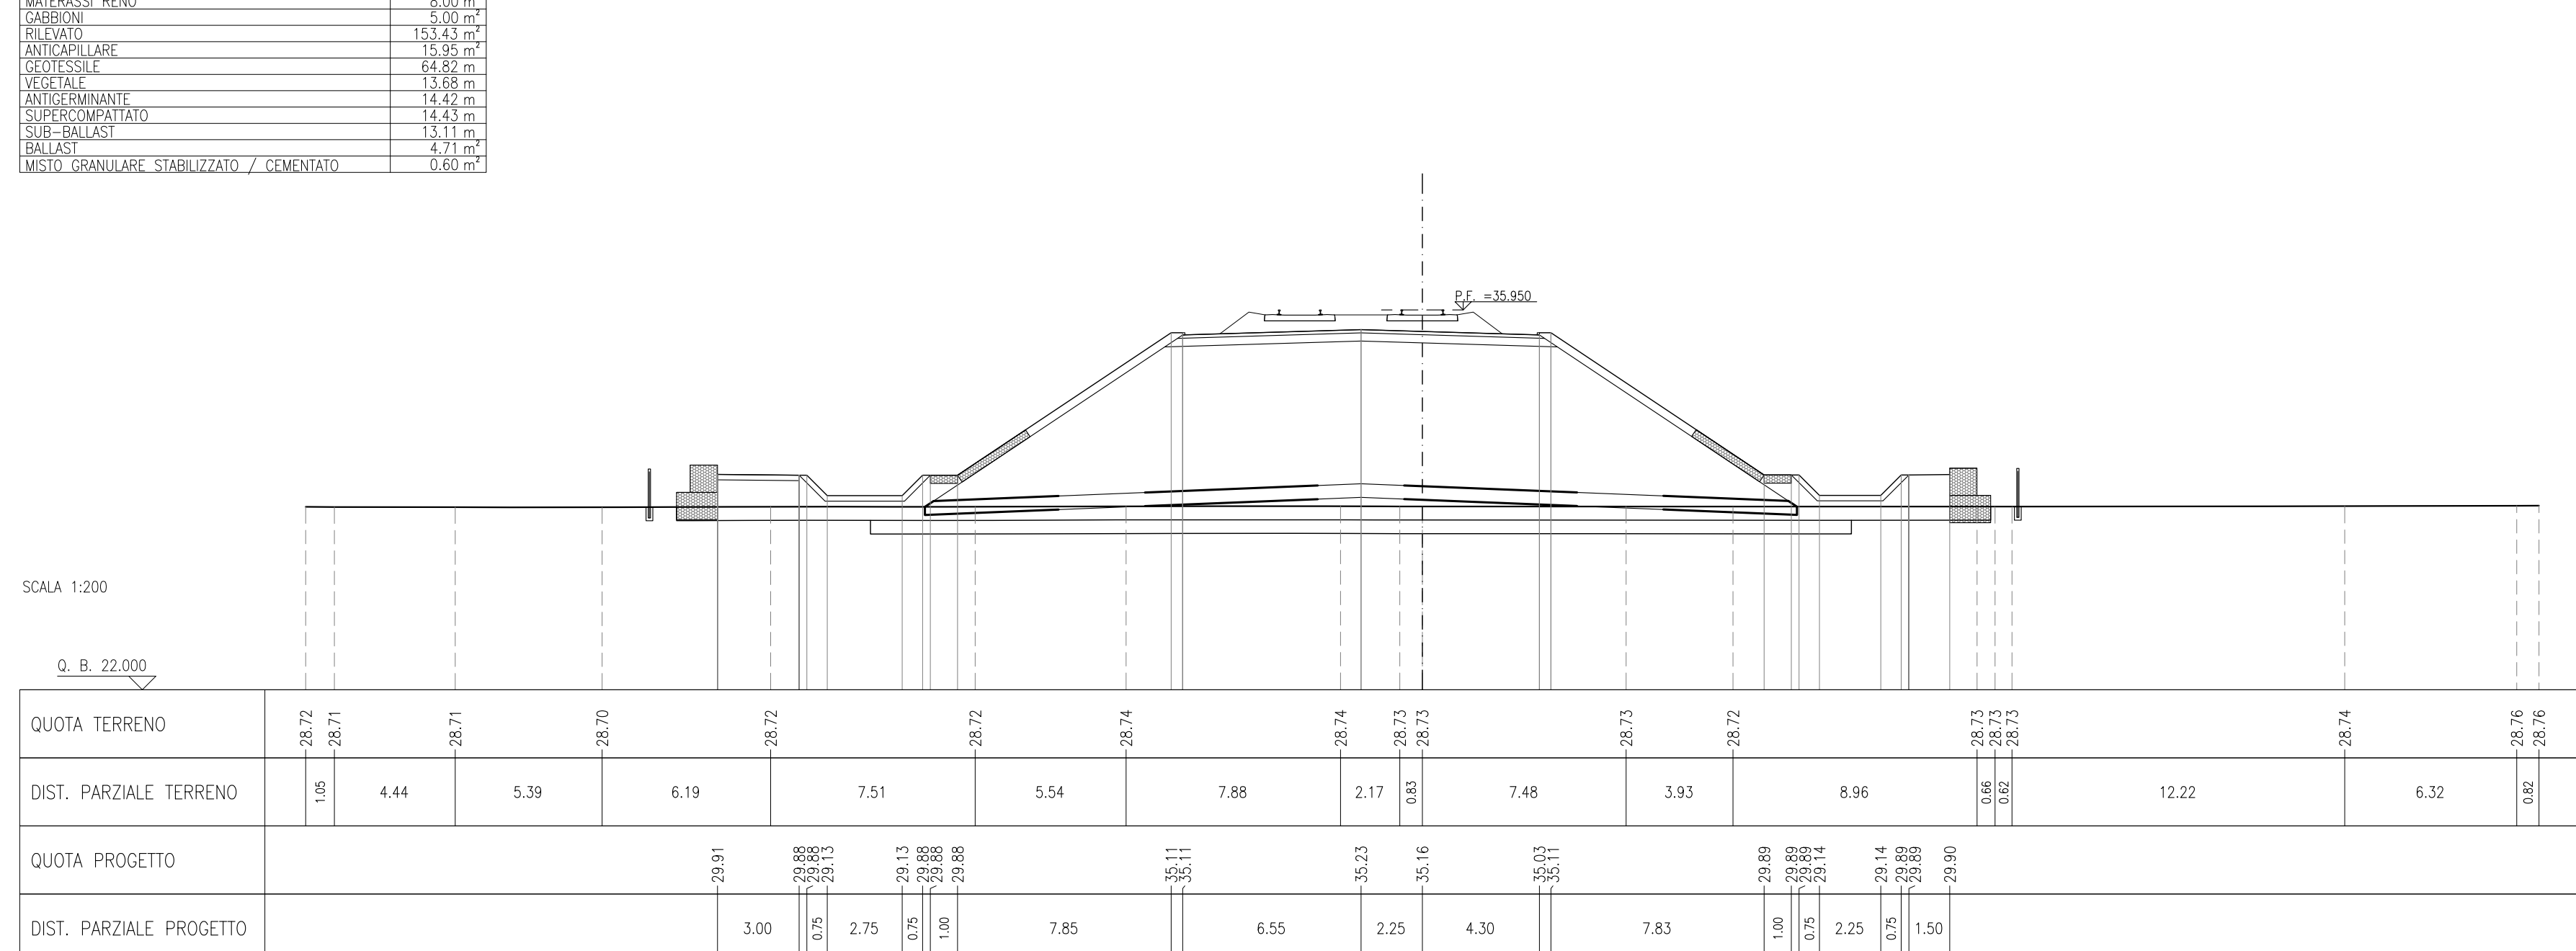 MATERASSI RENO 8.00 m
GABBIONI 5.00 m²
RILEVATO 153.43 m²
ANTICAPILLARE 15.95 m²
GEOTESSILE 64.82 m
VEGETALE 13.68 m
ANTIGERMINANTE 14.42 m
SUPERCOMPATTATO 14.43 m
SUB-BALLAST 13.11 m
BALLAST 4.71 m²
MISTO GRANULARE STABILIZZATO / CEMENTATO 0.60 m²
P.F. =35.950
SCALA 1:200
Q. B. 22.000
QUOTA TERRENO 28.72 28.71 28.71 28.70 28.72 28.72 28.74 28.74 28.73 28.73 28.73 28.72 28.73 28.73 28.73 28.74 28.76 28.76
DIST. PARZIALE TERRENO 1.05 4.44 5.39 6.19 7.51 5.54 7.88 2.17 0.83 7.48 3.93 8.96 0.66 0.62 12.22 6.32 0.82
QUOTA PROGETTO 29.91 29.88 29.88 29.13 29.13 29.88 29.88 29.88 35.11 35.11 35.23 35.16 35.03 35.11 29.89 29.89 29.89 29.14 29.14 29.89 29.89 29.90
DIST. PARZIALE PROGETTO 3.00 0.75 2.75 0.75 1.00 7.85 6.55 2.25 4.30 7.83 1.00 0.75 2.25 0.75 1.50